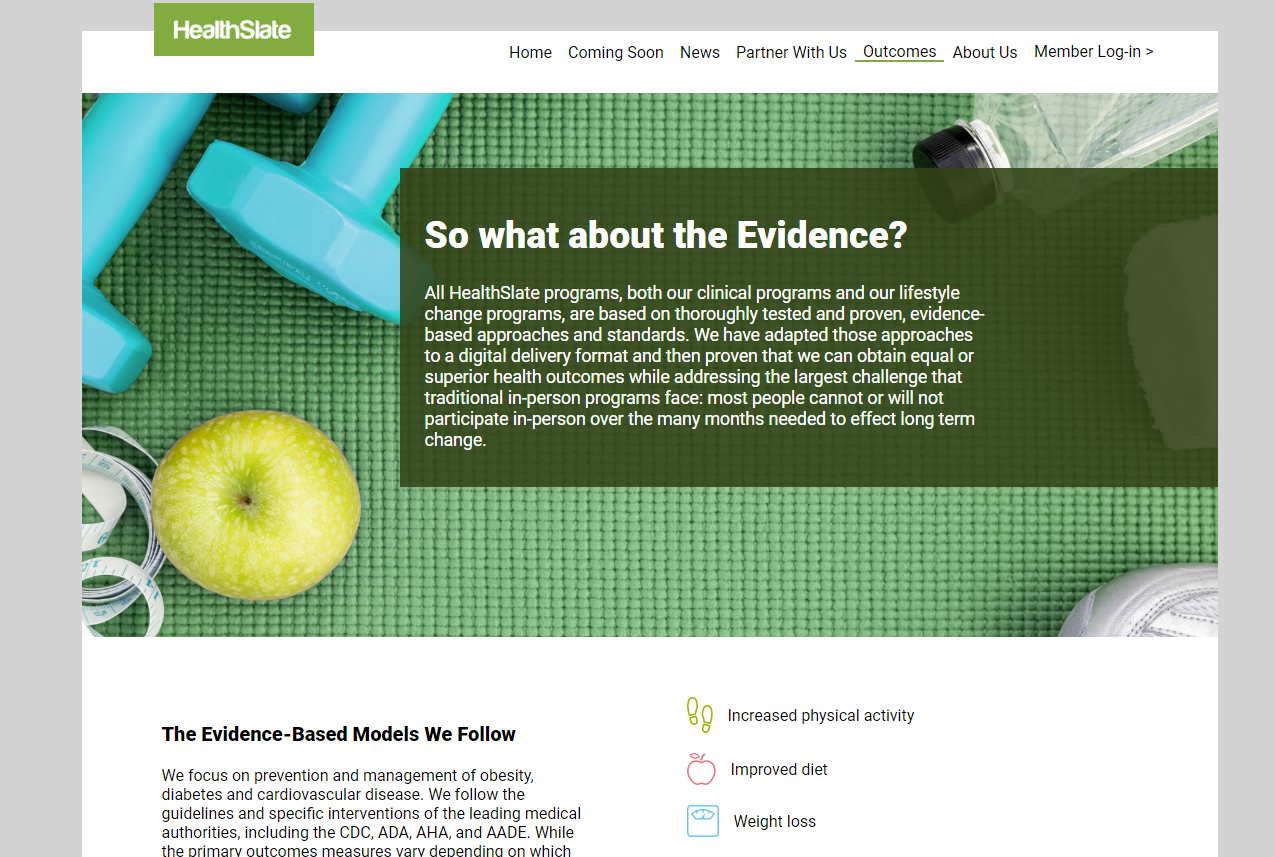 HealthSlate
Home Coming Soon News Partner With Us Outcomes About Us Member Log-in >
So what about the Evidence?
All HealthSlate programs, both our clinical programs and our lifestyle
change programs, are based on thoroughly tested and proven, evidence-
based approaches and standards. We have adapted those approaches
to a digital delivery format and then proven that we can obtain equal or
superior health outcomes while addressing the largest challenge that
traditional in-person programs face: most people cannot or will not
participate in-person over the many months needed to effect long term
change.
The Evidence-Based Models We Follow
We focus on prevention and management of obesity,
diabetes and cardiovascular disease. We follow the
guidelines and specific interventions of the leading medical
authorities, including the CDC, ADA, AHA, and AADE. While
the primary outcomes measures vary depending on which
Increased physical activity
Improved diet
Weight loss